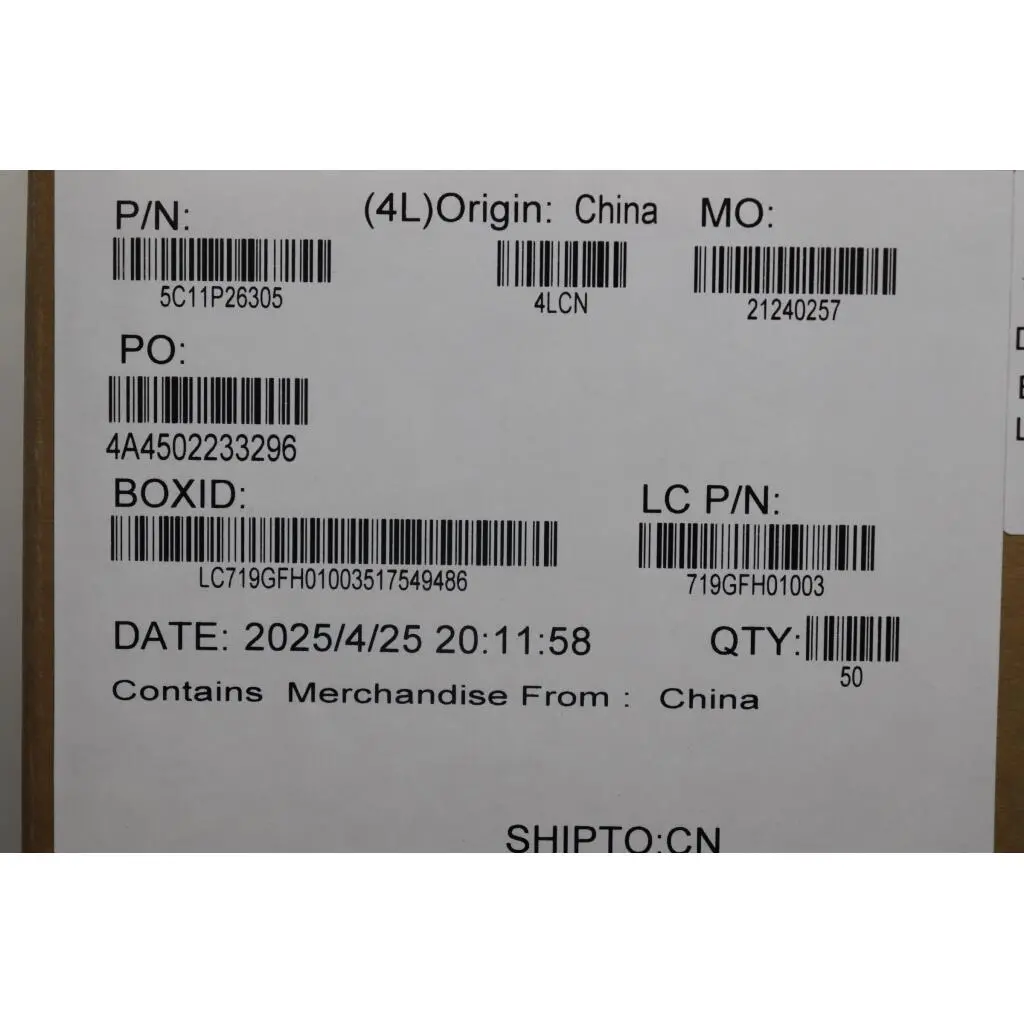 P/N: (4L)Origin: China MO:
5C11P26305 4LCN 21240257
PO:
4A4502233296
BOXID: LC P/N:
LC719GFH01003517549486 719GFH01003
DATE: 2025/4/25 20:11:58 QTY:
50
Contains Merchandise From : China
SHIPTO:CN